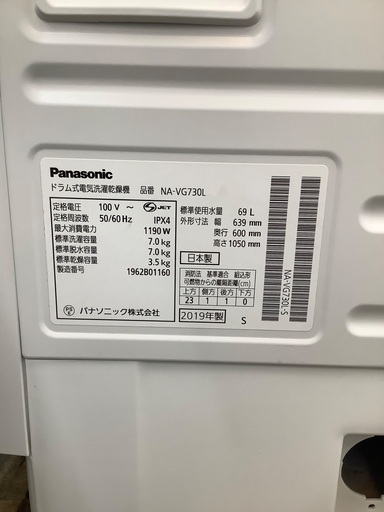 Panasonic
ドラム式電気洗濯乾燥機 品番 NA-VG730L
定格電圧 100 V～ S JET
定格周波数 50/60 Hz IPX4
最大消費電力 1190 W
標準洗濯容量 7.0 kg
標準脱水容量 7.0 kg
標準乾燥容量 3.5 kg
製造番号 1962B01160
パナソニック株式会社
標準使用水量 69 L
外形寸法 幅 639 mm
奥行 600 mm
高さ 1050 mm
日本製
消防法 基準適合 組込形
可燃物からの離隔距離(cm)
上方 側方 後方 下方
23 1 1 0
2019年製 S
NA-VG730L-S